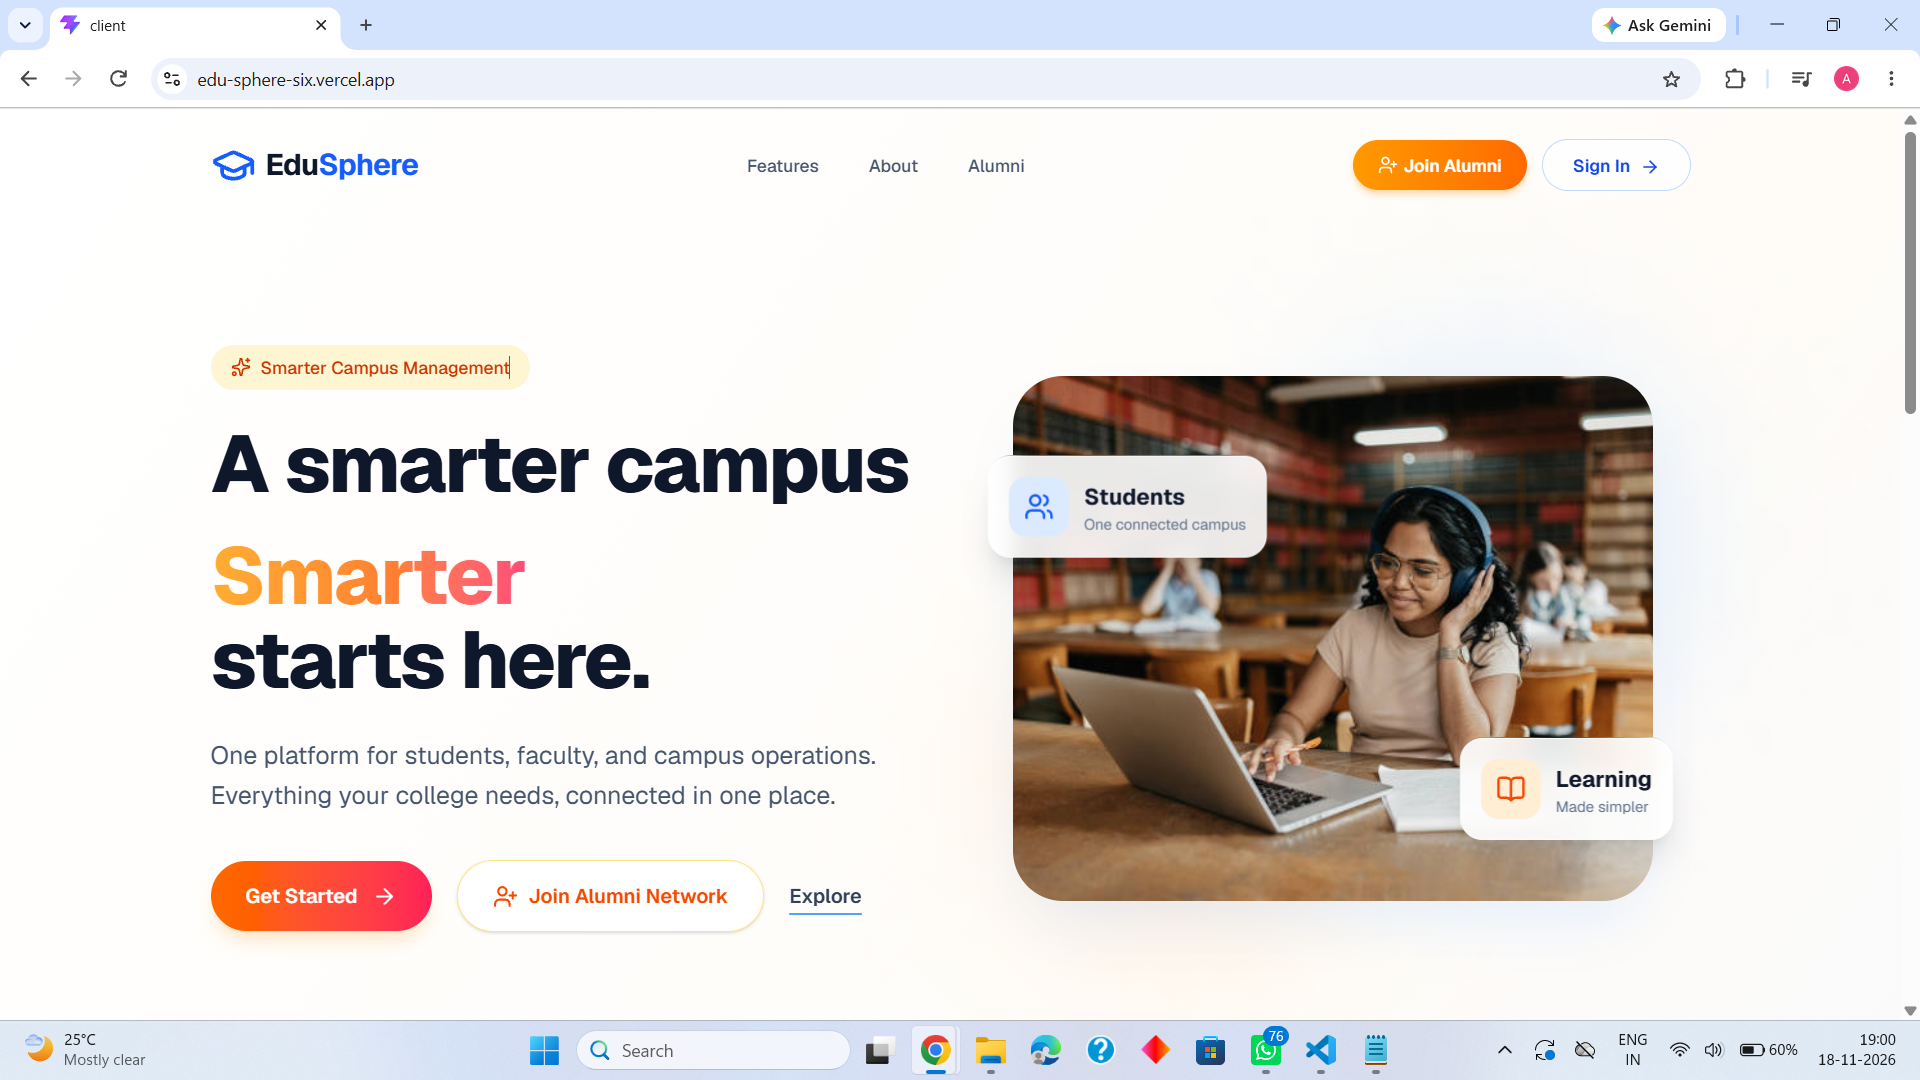 client
Ask Gemini
edu-sphere-six.vercel.app
A
EduSphere
Features
About
Alumni
Join Alumni
Sign In
Smarter Campus Management
A smarter campus
Smarter
starts here.
One platform for students, faculty, and campus operations.
Everything your college needs, connected in one place.
Get Started
Join Alumni Network
Explore
Students
One connected campus
Learning
Made simpler
25°C
Mostly clear
Search
76
ENG
IN
60%
19:00
18-11-2026